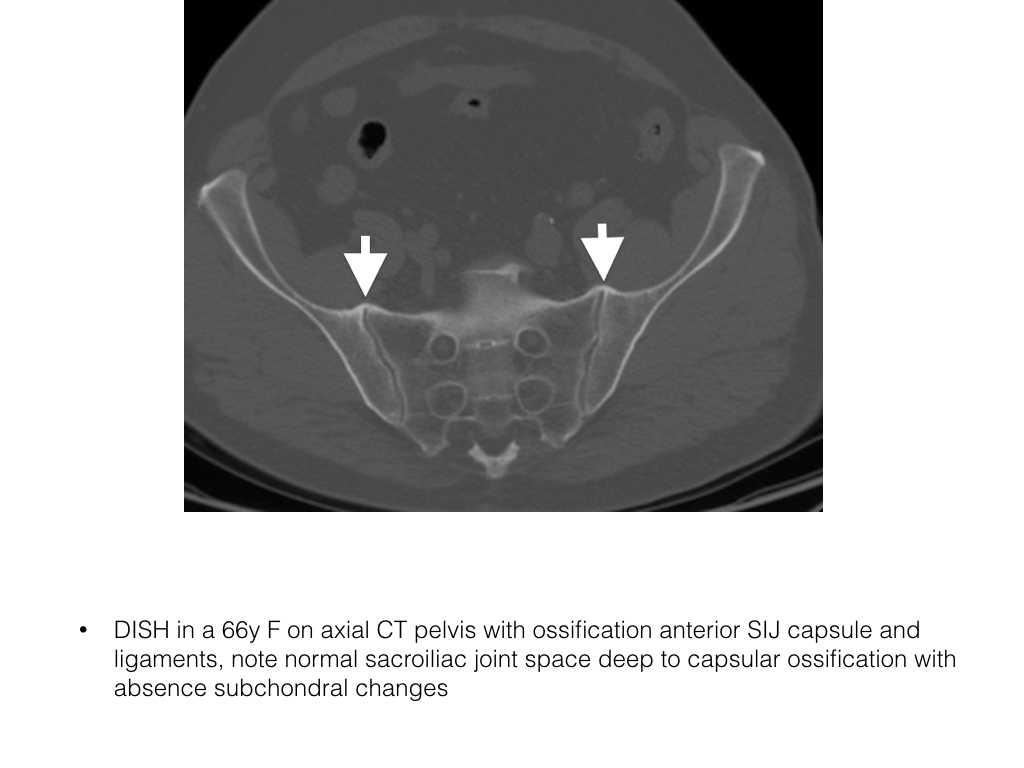 • DISH in a 66y F on axial CT pelvis with ossification anterior SIJ capsule and
ligaments, note normal sacroiliac joint space deep to capsular ossification with
absence subchondral changes